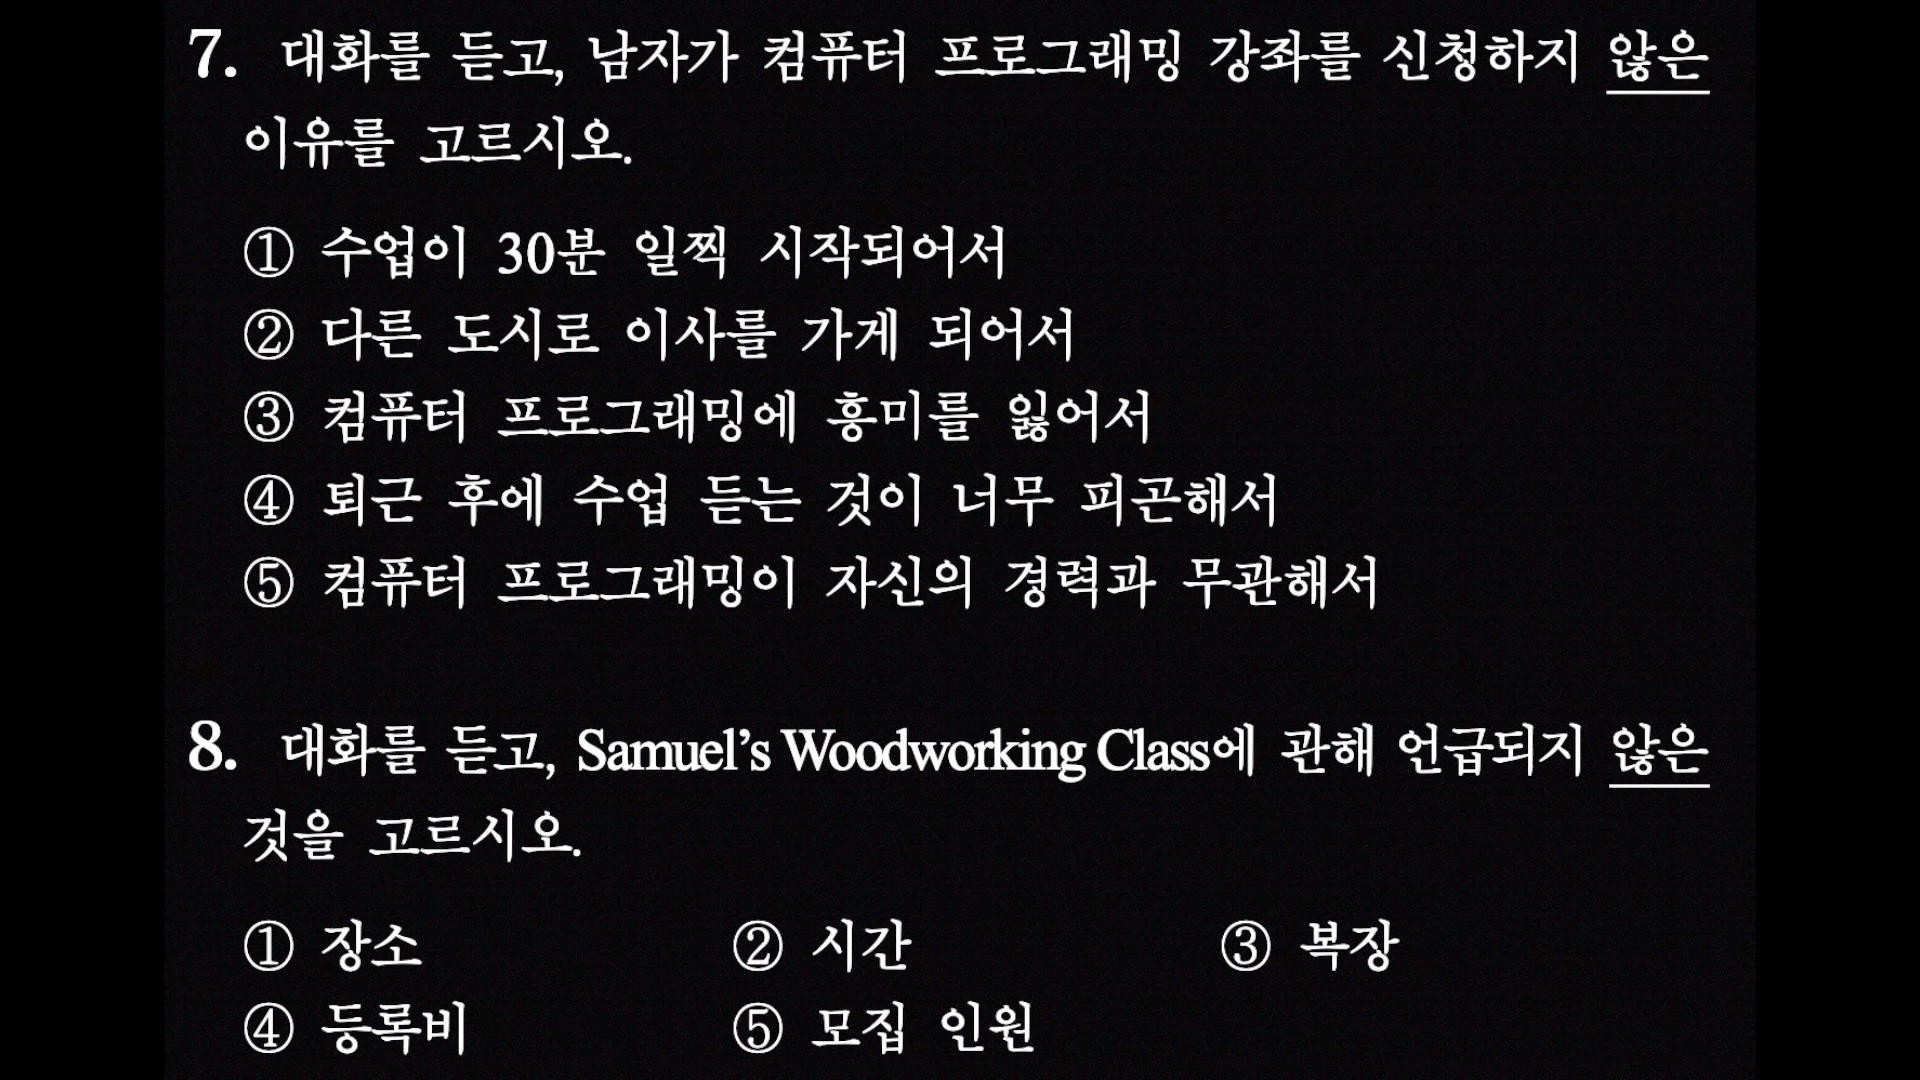 7. 대화를 듣고, 남자가 컴퓨터 프로그래밍 강좌를 신청하지 않은
이유를 고르시오.
① 수업이 30분 일찍 시작되어서
② 다른 도시로 이사를 가게 되어서
③ 컴퓨터 프로그래밍에 흥미를 잃어서
④ 퇴근 후에 수업 듣는 것이 너무 피곤해서
⑤ 컴퓨터 프로그래밍이 자신의 경력과 무관해서
8. 대화를 듣고, Samuel’s Woodworking Class에 관해 언급되지 않은
것을 고르시오.
① 장소 ② 시간 ③ 복장
④ 등록비 ⑤ 모집 인원